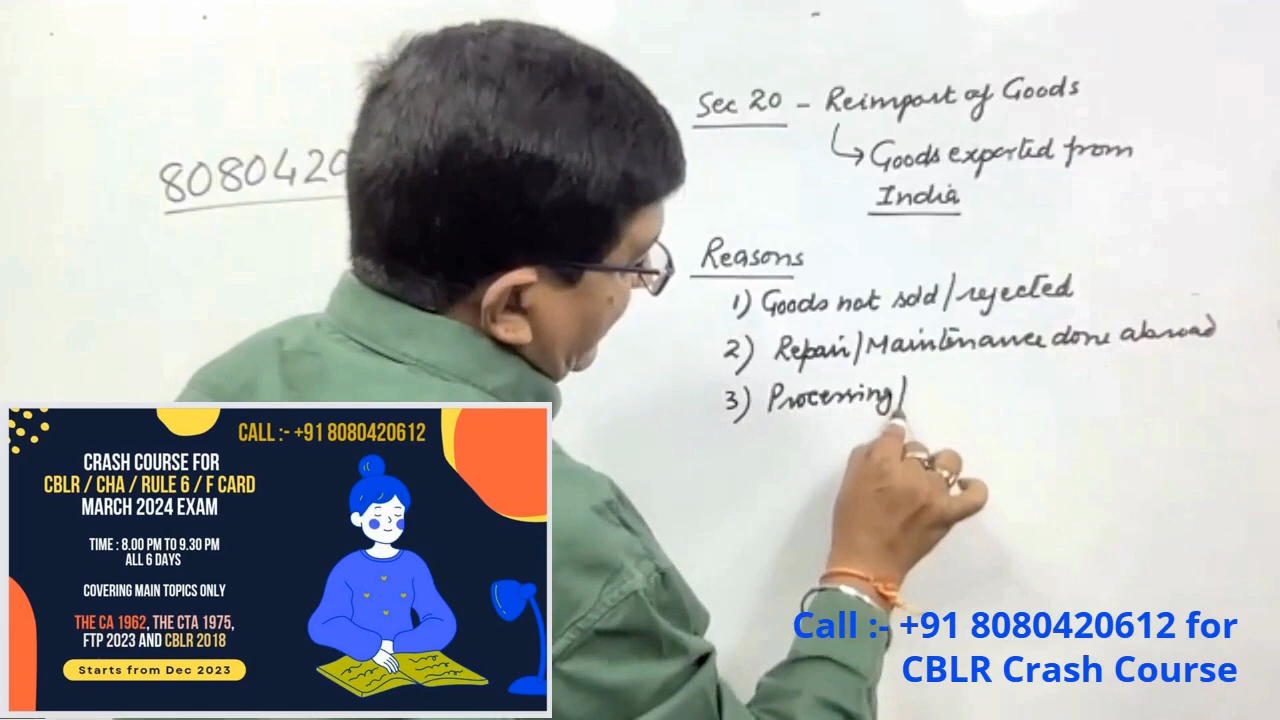 8080420
Sec 20 - Reimport of Goods
Goods exported from
India
Reasons
1) Goods not sold/rejected
2) Repair/Maintenance done abroad
3) Processing/
CALL :- +91 8080420612
CRASH COURSE FOR
CBLR / CHA / RULE 6 / F CARD
MARCH 2024 EXAM
TIME : 8.00 PM TO 9.30 PM
ALL 6 DAYS
COVERING MAIN TOPICS ONLY
THE CA 1962, THE CTA 1975,
FTP 2023 AND CBLR 2018
Starts from Dec 2023
Call :- +91 8080420612 for
CBLR Crash Course